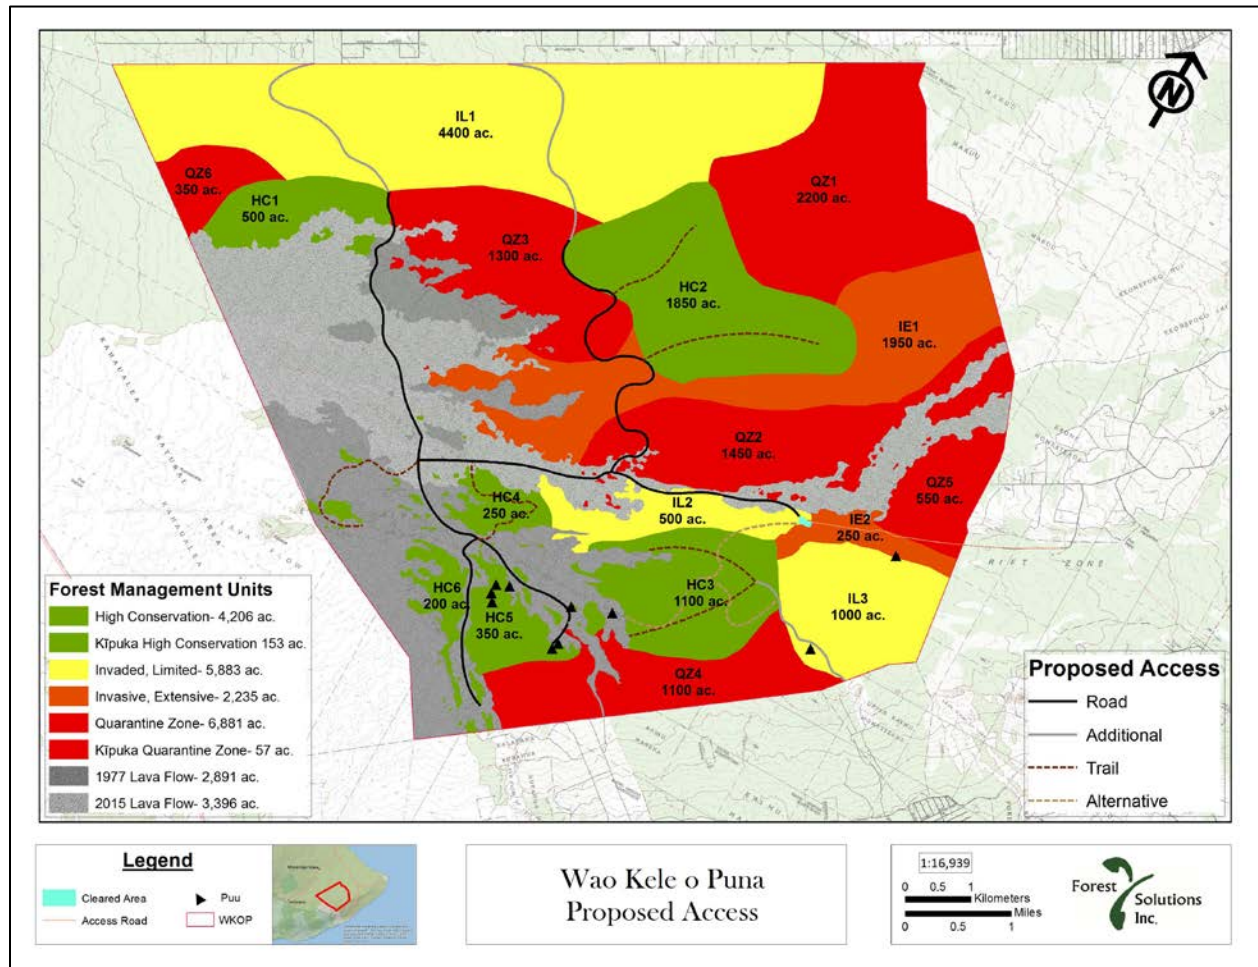 N
IL1
4400 ac.
QZ6
350 ac.
HC1
500 ac.
QZ1
2200 ac.
QZ3
1300 ac.
HC2
1850 ac.
IE1
1950 ac.
QZ2
1450 ac.
QZ5
550 ac.
HC4
250 ac.
IL2
500 ac.
IE2
250 ac.
HC6
200 ac.
HC5
350 ac.
HC3
1100 ac.
IL3
1000 ac.
QZ4
1100 ac.
RIFT ZONE
Forest Management Units
High Conservation- 4,206 ac.
Kīpuka High Conservation 153 ac.
Invaded, Limited- 5,883 ac.
Invasive, Extensive- 2,235 ac.
Quarantine Zone- 6,881 ac.
Kīpuka Quarantine Zone- 57 ac.
1977 Lava Flow- 2,891 ac.
2015 Lava Flow- 3,396 ac.
Proposed Access
Road
Additional
Trail
Alternative
Legend
Cleared Area
Puu
Access Road
WKOP
Wao Kele o Puna
Proposed Access
1:16,939
0 0.5 1
Kilometers
Miles
0 0.5 1
Forest
Solutions
Inc.